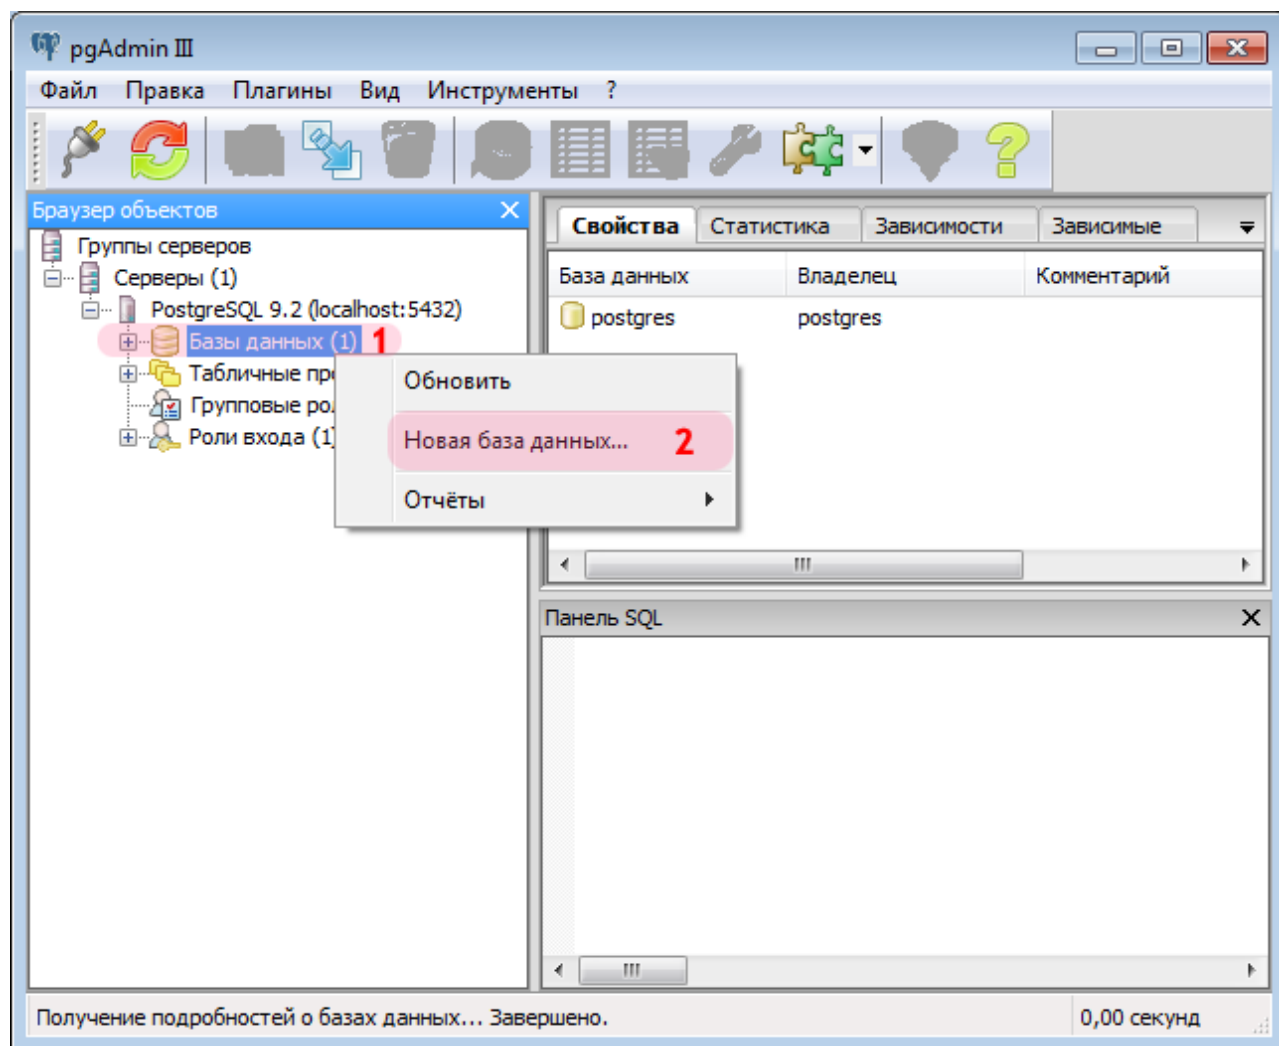 pgAdmin III
Файл Правка Плагины Вид Инструменты ?
Браузер объектов
Группы серверов
Серверы (1)
PostgreSQL 9.2 (localhost:5432)
Базы данных (1) 1
Табличные пр
Групповые ро
Роли входа (1)
Обновить
Новая база данных... 2
Отчёты
Свойства Статистика Зависимости Зависимые
База данных Владелец Комментарий
postgres postgres
Панель SQL
Получение подробностей о базах данных... Завершено. 0,00 секунд